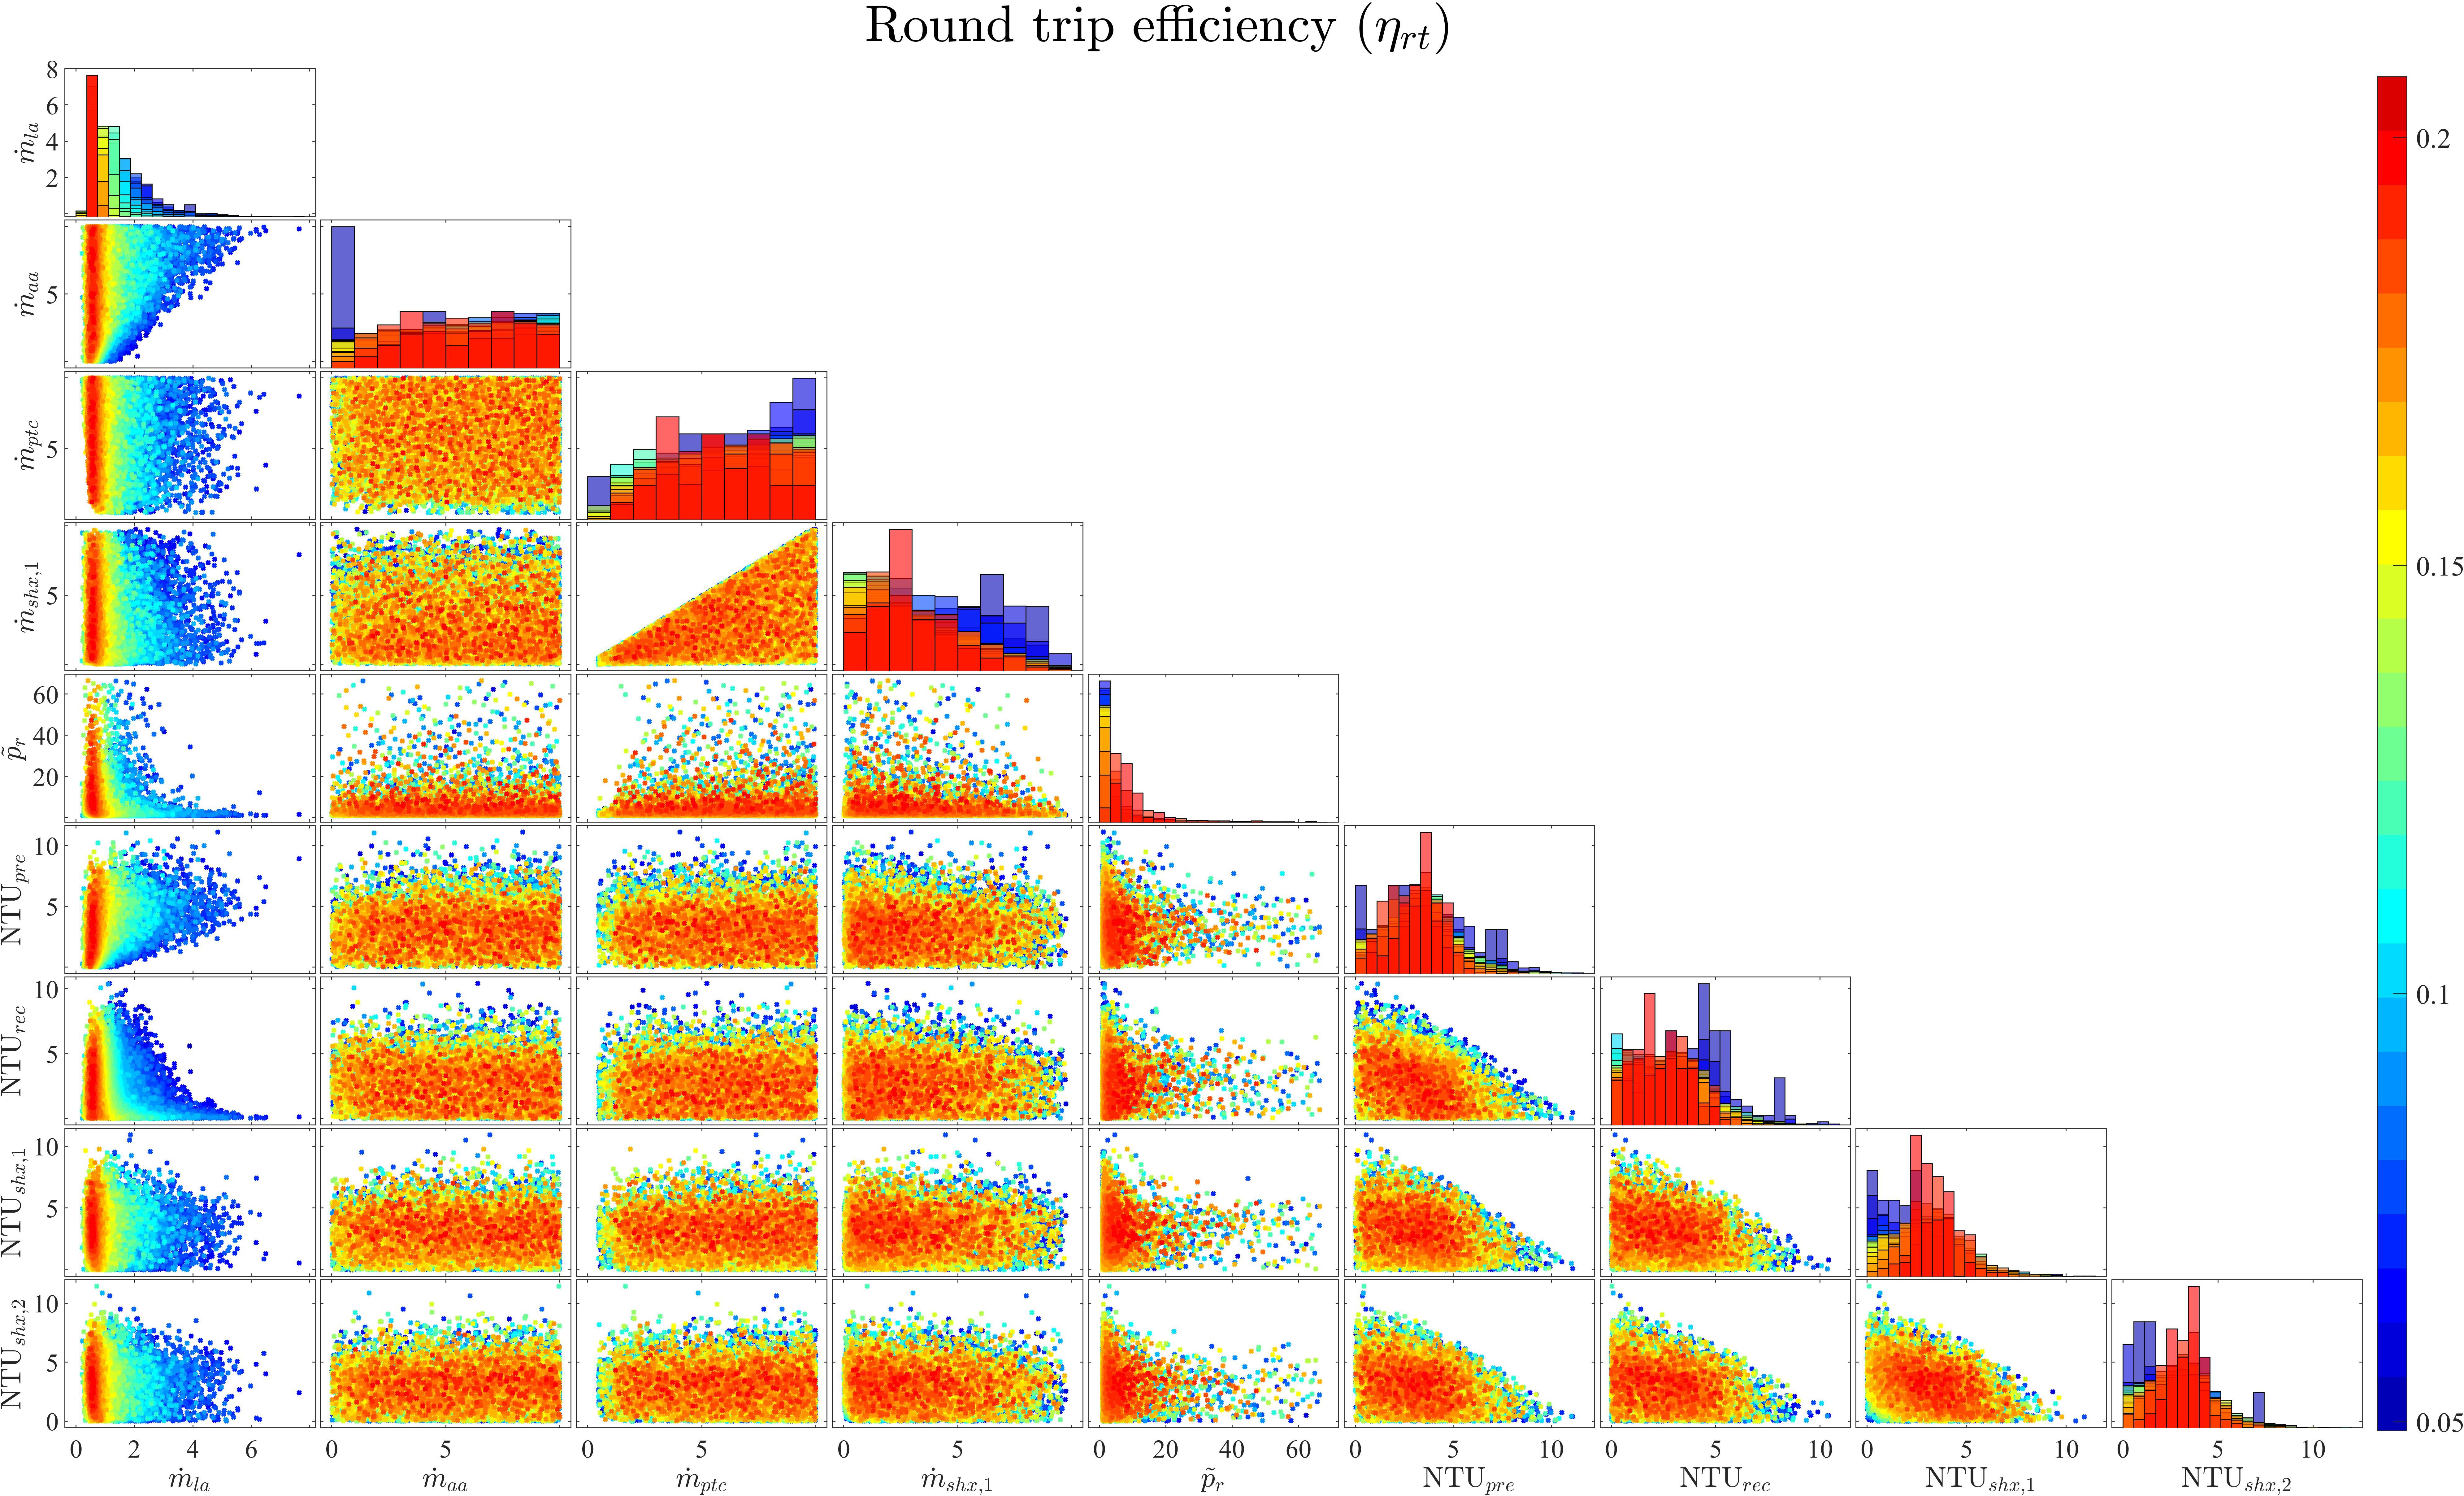 Round trip efficiency (η_rt)
8
6
4
2
ṁ_la
5
ṁ_aa
5
ṁ_ptc
5
ṁ_shx,1
60
40
20
p̃_r
10
5
NTU_pre
10
5
NTU_rec
10
5
NTU_shx,1
10
5
0
NTU_shx,2
0 2 4 6 0 5 0 5 0 5 0 20 40 60 0 5 10 0 5 10 0 5 10 0 5 10
ṁ_la ṁ_aa ṁ_ptc ṁ_shx,1 p̃_r NTU_pre NTU_rec NTU_shx,1 NTU_shx,2
0.2
0.15
0.1
0.05